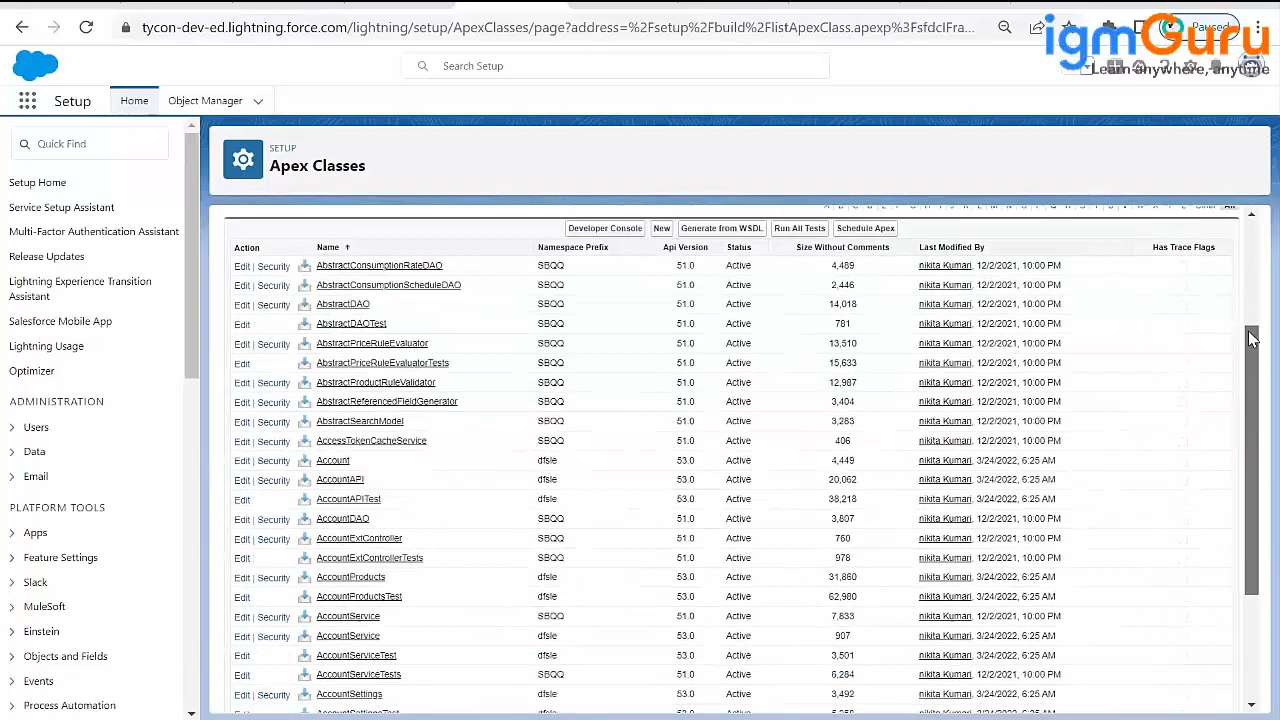 tycon-dev-ed.lightning.force.com/lightning/setup/ApexClasses/page?address=%2Fsetup%2Fbuild%2FlistApexClass.apexp%3FsfdcIFra...
Paused
igmGuru
Learn anywhere, anytime
Search Setup
Setup
Home
Object Manager
Quick Find
Setup Home
Service Setup Assistant
Multi-Factor Authentication Assistant
Release Updates
Lightning Experience Transition
Assistant
Salesforce Mobile App
Lightning Usage
Optimizer
ADMINISTRATION
Users
Data
Email
PLATFORM TOOLS
Apps
Feature Settings
Slack
MuleSoft
Einstein
Objects and Fields
Events
Process Automation
SETUP
Apex Classes
Developer Console New Generate from WSDL Run All Tests Schedule Apex
Action Name ↑ Namespace Prefix Api Version Status Size Without Comments Last Modified By Has Trace Flags
Edit | Security AbstractConsumptionRateDAO SBQQ 51.0 Active 4,489 nikita Kumari, 12/2/2021, 10:00 PM
Edit | Security AbstractConsumptionScheduleDAO SBQQ 51.0 Active 2,446 nikita Kumari, 12/2/2021, 10:00 PM
Edit | Security AbstractDAO SBQQ 51.0 Active 14,018 nikita Kumari, 12/2/2021, 10:00 PM
Edit AbstractDAOTest SBQQ 51.0 Active 781 nikita Kumari, 12/2/2021, 10:00 PM
Edit | Security AbstractPriceRuleEvaluator SBQQ 51.0 Active 13,510 nikita Kumari, 12/2/2021, 10:00 PM
Edit AbstractPriceRuleEvaluatorTests SBQQ 51.0 Active 15,633 nikita Kumari, 12/2/2021, 10:00 PM
Edit | Security AbstractProductRuleValidator SBQQ 51.0 Active 12,987 nikita Kumari, 12/2/2021, 10:00 PM
Edit | Security AbstractReferencedFieldGenerator SBQQ 51.0 Active 3,404 nikita Kumari, 12/2/2021, 10:00 PM
Edit | Security AbstractSearchModel SBQQ 51.0 Active 3,283 nikita Kumari, 12/2/2021, 10:00 PM
Edit | Security AccessTokenCacheService SBQQ 51.0 Active 406 nikita Kumari, 12/2/2021, 10:00 PM
Edit | Security Account dfsle 53.0 Active 4,449 nikita Kumari, 3/24/2022, 6:25 AM
Edit | Security AccountAPI dfsle 53.0 Active 20,062 nikita Kumari, 3/24/2022, 6:25 AM
Edit AccountAPITest dfsle 53.0 Active 38,218 nikita Kumari, 3/24/2022, 6:25 AM
Edit | Security AccountDAO SBQQ 51.0 Active 3,807 nikita Kumari, 12/2/2021, 10:00 PM
Edit | Security AccountExtController SBQQ 51.0 Active 760 nikita Kumari, 12/2/2021, 10:00 PM
Edit AccountExtControllerTests SBQQ 51.0 Active 978 nikita Kumari, 12/2/2021, 10:00 PM
Edit | Security AccountProducts dfsle 53.0 Active 31,860 nikita Kumari, 3/24/2022, 6:25 AM
Edit AccountProductsTest dfsle 53.0 Active 62,980 nikita Kumari, 3/24/2022, 6:25 AM
Edit | Security AccountService SBQQ 51.0 Active 7,833 nikita Kumari, 12/2/2021, 10:00 PM
Edit | Security AccountService dfsle 53.0 Active 907 nikita Kumari, 3/24/2022, 6:25 AM
Edit AccountServiceTest dfsle 53.0 Active 3,501 nikita Kumari, 3/24/2022, 6:25 AM
Edit AccountServiceTests SBQQ 51.0 Active 6,284 nikita Kumari, 12/2/2021, 10:00 PM
Edit | Security AccountSettings dfsle 53.0 Active 3,492 nikita Kumari, 3/24/2022, 6:25 AM